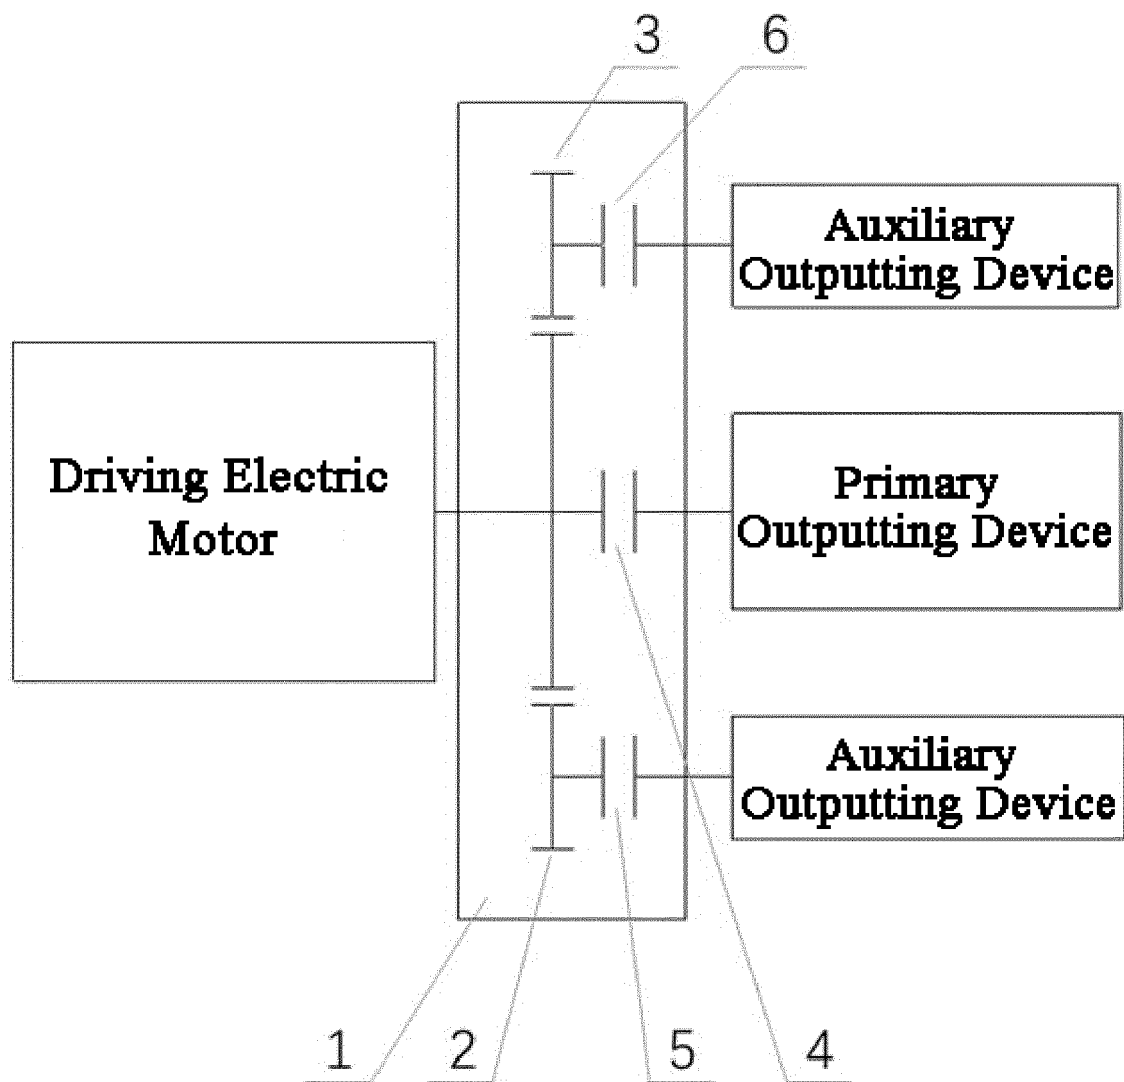 3 6
Auxiliary
Outputting Device
Driving Electric
Motor
Primary
Outputting Device
Auxiliary
Outputting Device
1 2 5 4